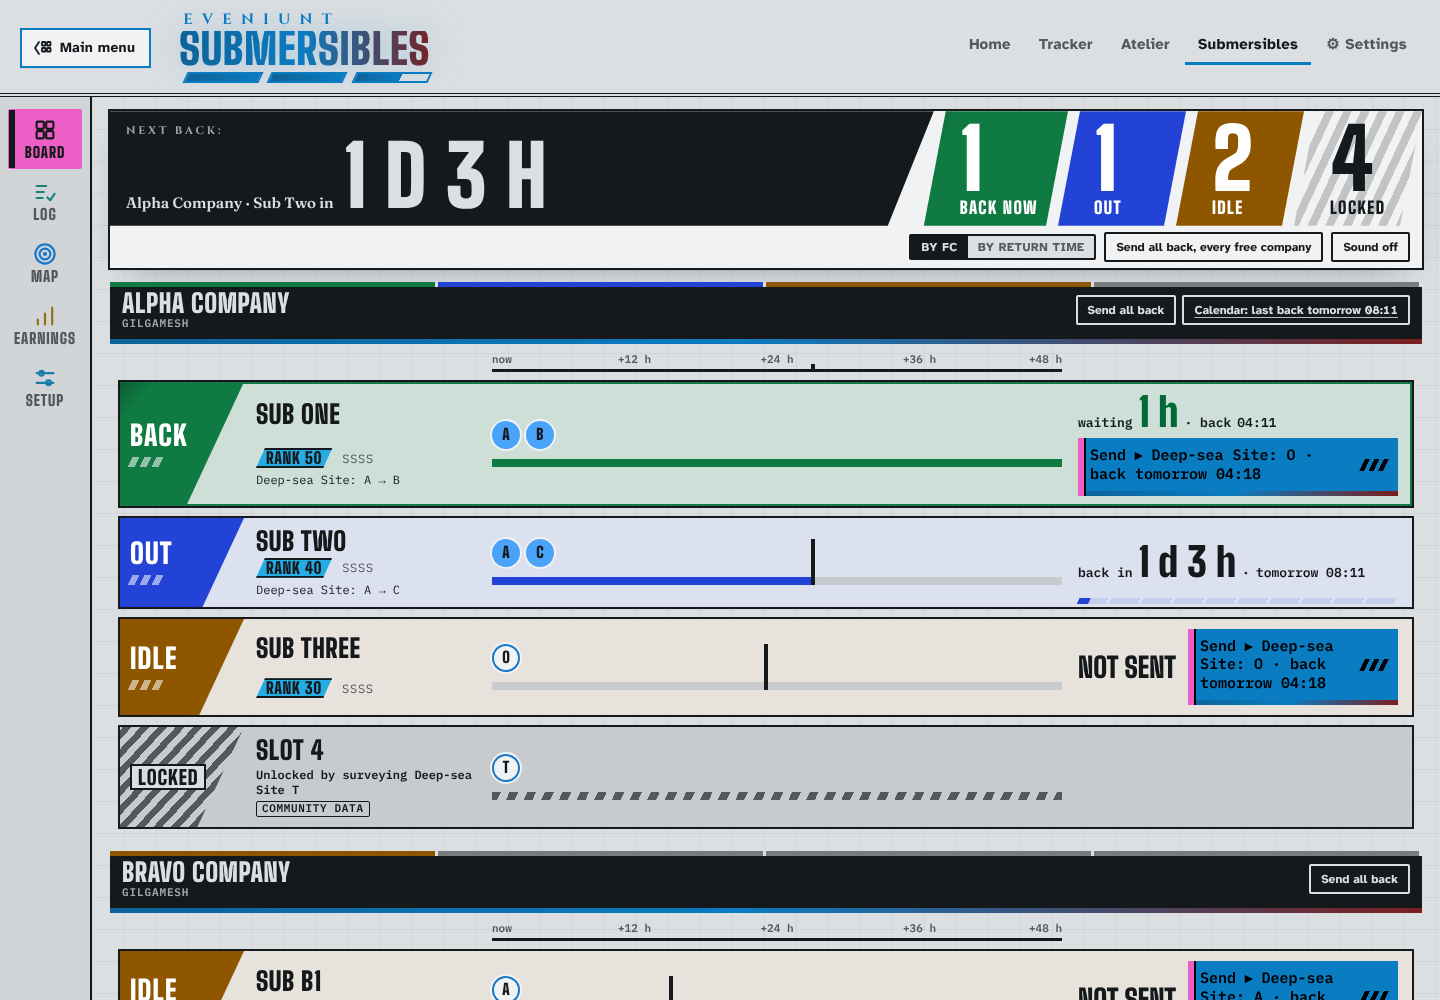 Main menu
EVENIUNT
SUBMERSIBLES
Home
Tracker
Atelier
Submersibles
Settings
BOARD
LOG
MAP
EARNINGS
SETUP
NEXT BACK:
Alpha Company · Sub Two in 1D3H
1
BACK NOW
1
OUT
2
IDLE
4
LOCKED
BY FC
BY RETURN TIME
Send all back, every free company
Sound off
ALPHA COMPANY
GILGAMESH
Send all back
Calendar: last back tomorrow 08:11
now
+12 h
+24 h
+36 h
+48 h
BACK
SUB ONE
RANK 50
SSSS
Deep-sea Site: A → B
A
B
waiting 1h · back 04:11
Send ▶ Deep-sea Site: O ·
back tomorrow 04:18
OUT
SUB TWO
RANK 40
SSSS
Deep-sea Site: A → C
A
C
back in 1d3h · tomorrow 08:11
IDLE
SUB THREE
RANK 30
SSSS
O
NOT SENT
Send ▶ Deep-sea
Site: O · back
tomorrow 04:18
LOCKED
SLOT 4
Unlocked by surveying Deep-sea
Site T
COMMUNITY DATA
T
BRAVO COMPANY
GILGAMESH
Send all back
now
+12 h
+24 h
+36 h
+48 h
IDLE
SUB B1
A
NOT SENT
Send ▶ Deep-sea
Site: A · back